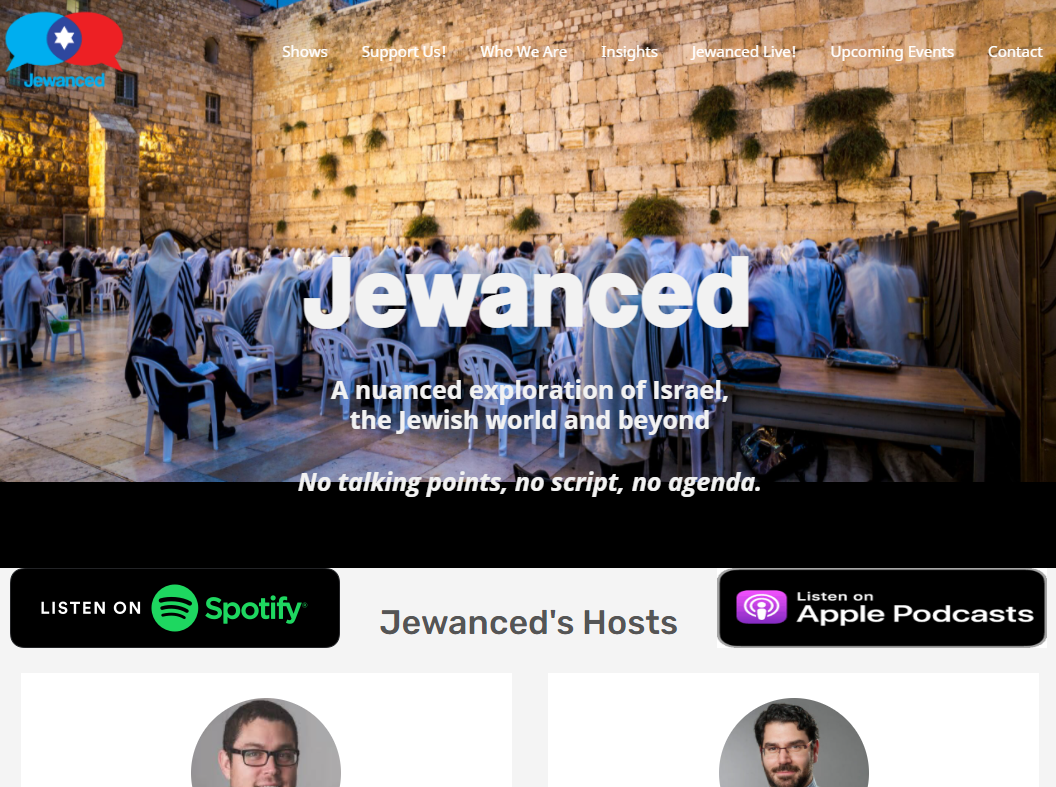 Jewanced
Shows Support Us! Who We Are Insights Jewanced Live! Upcoming Events Contact
Jewanced
A nuanced exploration of Israel,
the Jewish world and beyond
No talking points, no script, no agenda.
LISTEN ON Spotify®
Jewanced's Hosts
Listen on
Apple Podcasts